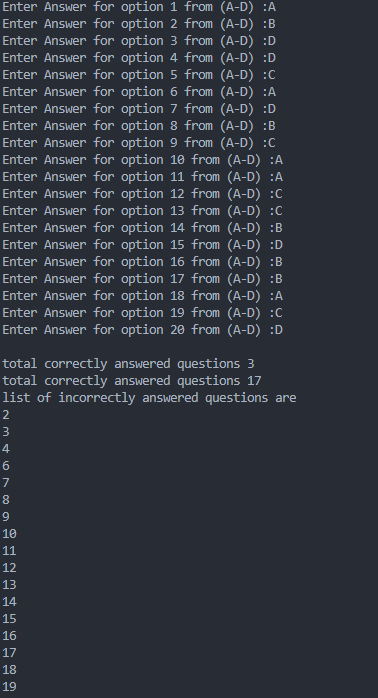 Enter Answer for option 1 from (A-D) :A
Enter Answer for option 2 from (A-D) :B
Enter Answer for option 3 from (A-D) :D
Enter Answer for option 4 from (A-D) :D
Enter Answer for option 5 from (A-D) :C
Enter Answer for option 6 from (A-D) :A
Enter Answer for option 7 from (A-D) :D
Enter Answer for option 8 from (A-D) :B
Enter Answer for option 9 from (A-D) :C
Enter Answer for option 10 from (A-D) :A
Enter Answer for option 11 from (A-D) :A
Enter Answer for option 12 from (A-D) :C
Enter Answer for option 13 from (A-D) :C
Enter Answer for option 14 from (A-D) :B
Enter Answer for option 15 from (A-D) :D
Enter Answer for option 16 from (A-D) :B
Enter Answer for option 17 from (A-D) :B
Enter Answer for option 18 from (A-D) :A
Enter Answer for option 19 from (A-D) :C
Enter Answer for option 20 from (A-D) :D
total correctly answered questions 3
total correctly answered questions 17
list of incorrectly answered questions are
2
3
4
6
7
8
9
10
11
12
13
14
15
16
17
18
19